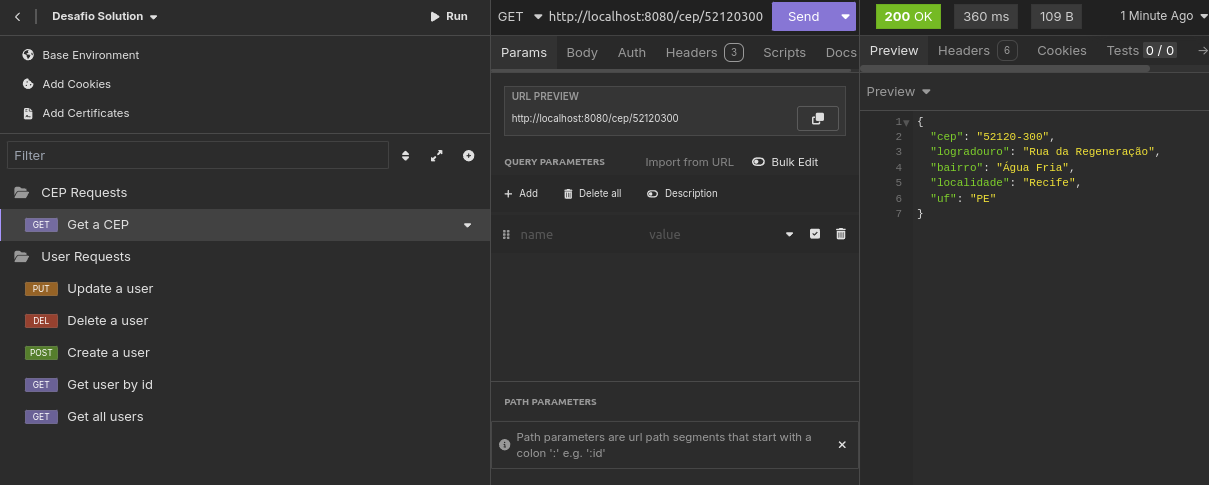 Desafio Solution
Run
Base Environment
Add Cookies
Add Certificates
Filter
CEP Requests
GET Get a CEP
User Requests
PUT Update a user
DEL Delete a user
POST Create a user
GET Get user by id
GET Get all users
GET http://localhost:8080/cep/52120300 Send
Params Body Auth Headers 3 Scripts Docs
URL PREVIEW
http://localhost:8080/cep/52120300
QUERY PARAMETERS Import from URL Bulk Edit
+ Add Delete all Description
name value
PATH PARAMETERS
Path parameters are url path segments that start with a
colon ':' e.g. ':id'
200 OK 360 ms 109 B 1 Minute Ago
Preview Headers 6 Cookies Tests 0 / 0
Preview
1 {
2 "cep": "52120-300",
3 "logradouro": "Rua da Regeneração",
4 "bairro": "Água Fria",
5 "localidade": "Recife",
6 "uf": "PE"
7 }